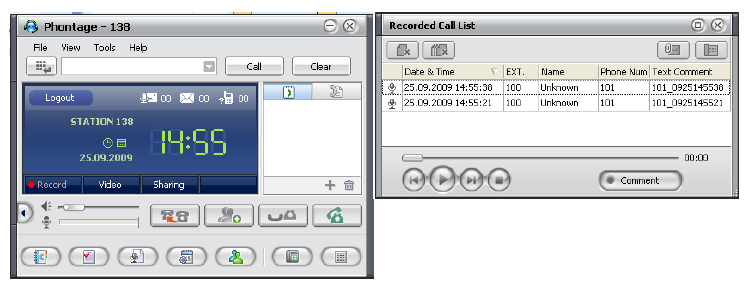 Phontage - 138
File View Tools Help
Call Clear
Logout 00 00 ? 00
STATION 138
14:55
25.09.2009
Record Video Sharing
Recorded Call List
Date & Time EXT. Name Phone Num Text Comment
25.09.2009 14:55:38 100 Unknown 101 101_0925145538
25.09.2009 14:55:21 100 Unknown 101 101_0925145521
00:00
Comment